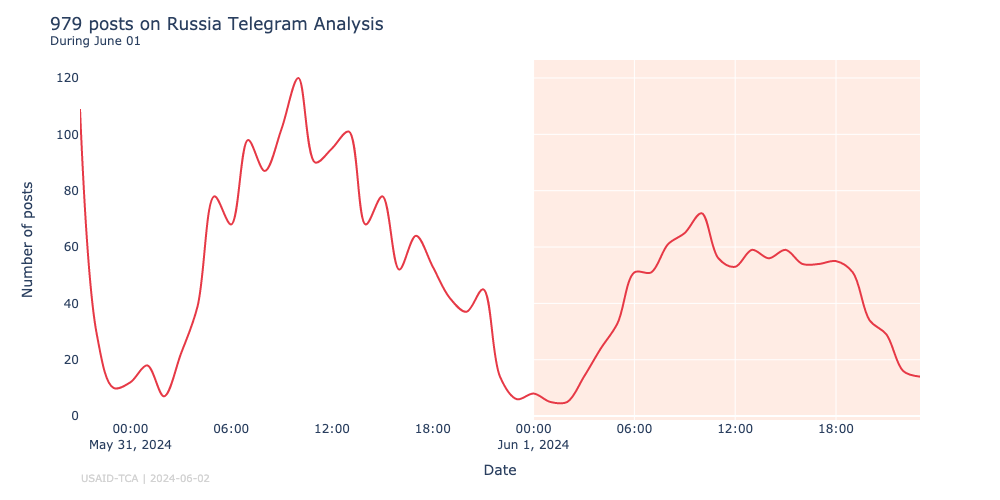 979 posts on Russia Telegram Analysis
During June 01
Number of posts
120
100
80
60
40
20
0
00:00 06:00 12:00 18:00 00:00 06:00 12:00 18:00
May 31, 2024 Jun 1, 2024
Date
USAID-TCA | 2024-06-02